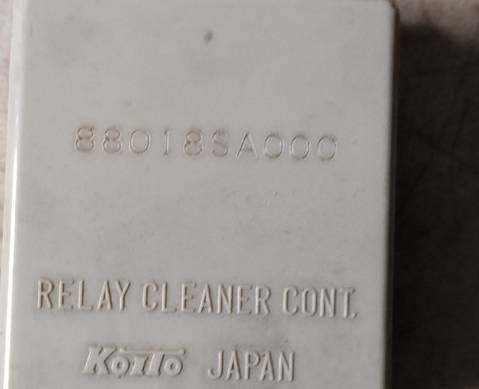 88018SA000
RELAY CLEANER CONT.
KOITO JAPAN